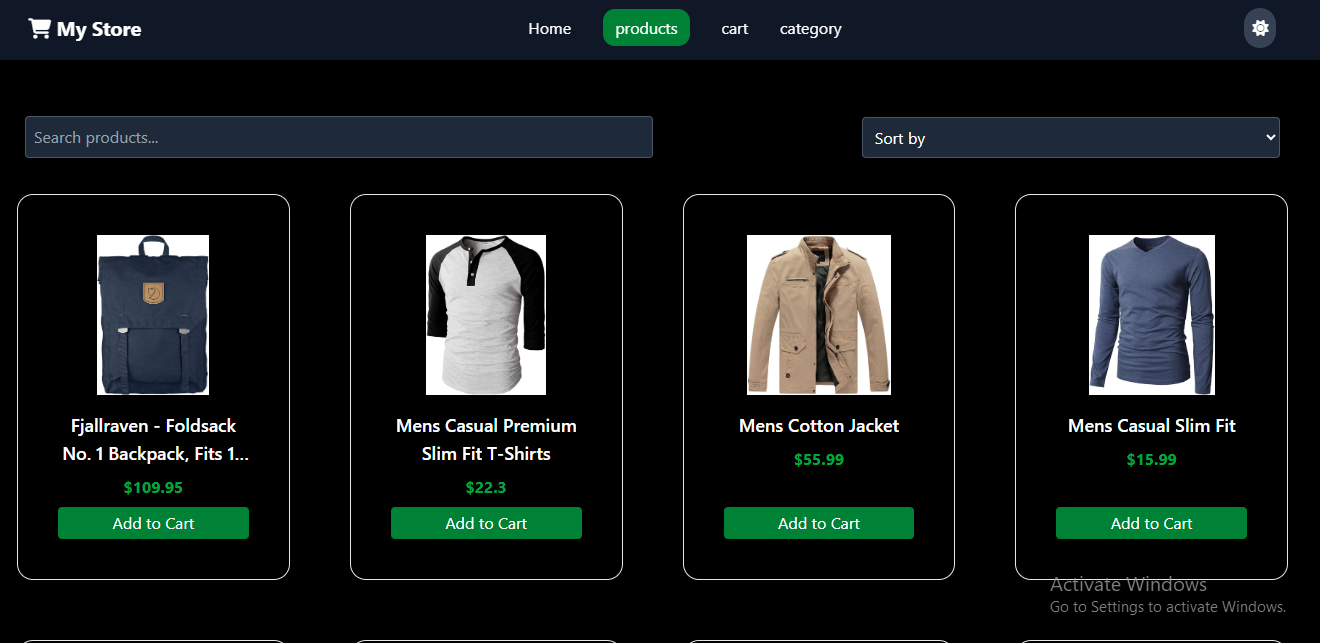 My Store
Home
products
cart
category
Search products...
Sort by
Fjallraven - Foldsack
No. 1 Backpack, Fits 1...
$109.95
Add to Cart
Mens Casual Premium
Slim Fit T-Shirts
$22.3
Add to Cart
Mens Cotton Jacket
$55.99
Add to Cart
Mens Casual Slim Fit
$15.99
Add to Cart
Activate Windows
Go to Settings to activate Windows.